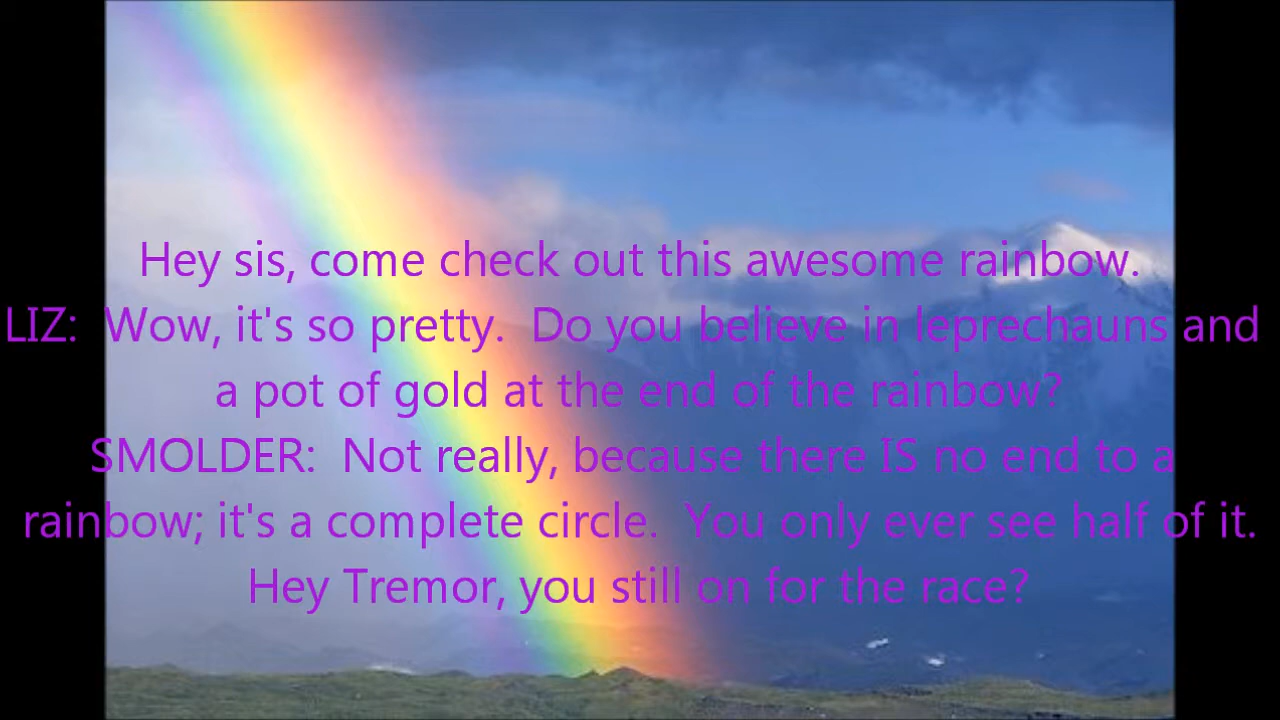 Hey sis, come check out this awesome rainbow.
LIZ:  Wow, it's so pretty.  Do you believe in leprechauns and
a pot of gold at the end of the rainbow?
SMOLDER:  Not really, because there IS no end to a
rainbow; it's a complete circle.  You only ever see half of it.
Hey Tremor, you still on for the race?